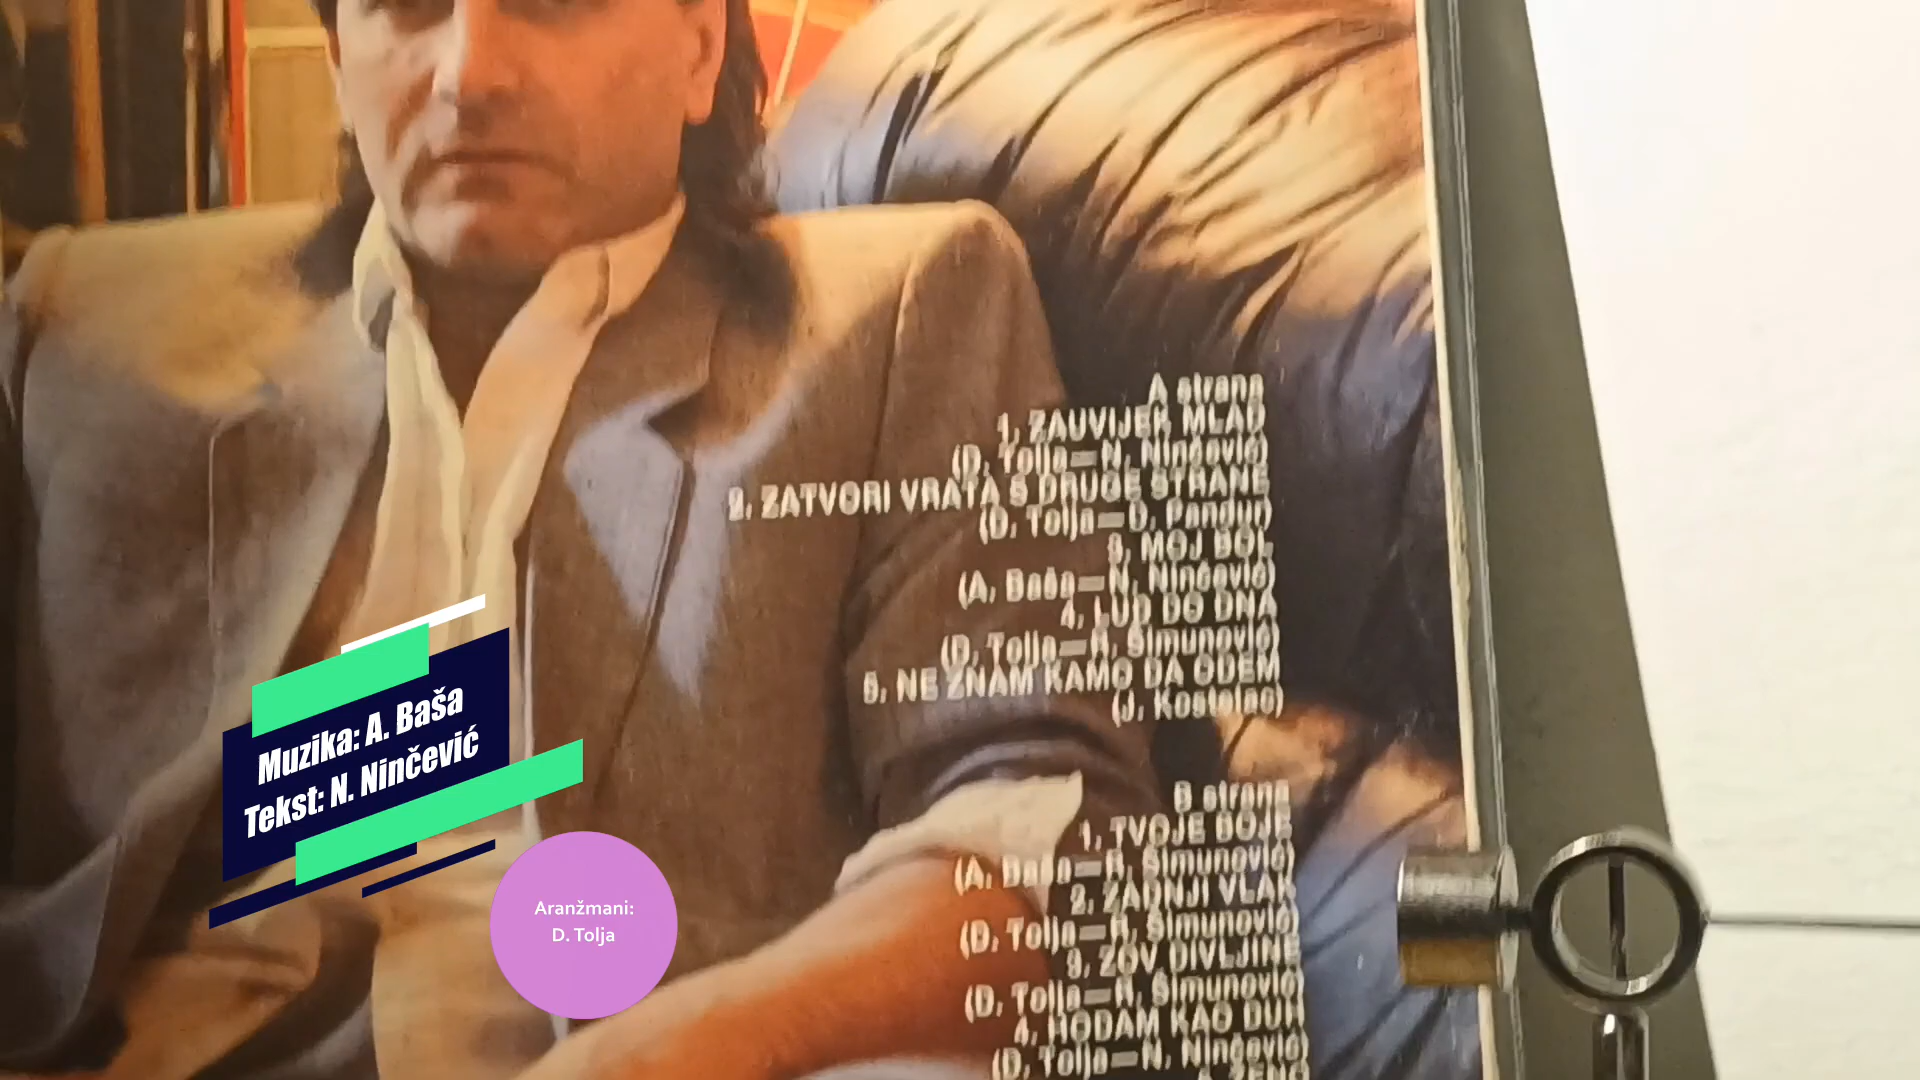 A strana
1. ZAUVIJEK MLAD
(D. Tolja—N. Ninčević)
2. ZATVORI VRATA S DRUGE STRANE
(D. Tolja—D. Pandur)
3. MOJ BOL
(A. Baša—N. Ninčević)
4. LUD DO DNA
(D. Tolja—R. Šimunović)
5. NE ZNAM KAMO DA ODEM
(J. Kostelac)
B strana
1. TVOJE BOJE
(A. Baša—R. Šimunović)
2. ZADNJI VLAK
(D. Tolja—R. Šimunović)
3. ZOV DIVLJINE
(D. Tolja—R. Šimunović)
4. HODAM KAO DUH
(D. Tolja—N. Ninčević)
ŽENO
Muzika: A. Baša
Tekst: N. Ninčević
Aranžmani:
D. Tolja